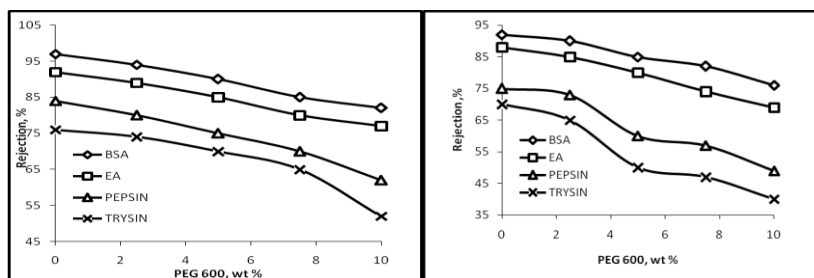 105
95
85
75
65
55
45
Rejection, %
BSA
EA
PEPSIN
TRYSIN
0 2 4 6 8 10
PEG 600, wt %
95
85
75
65
55
45
35
Rejection ,%
BSA
EA
PEPSIN
TRYSIN
0 2 4 6 8 10
PEG 600, wt %